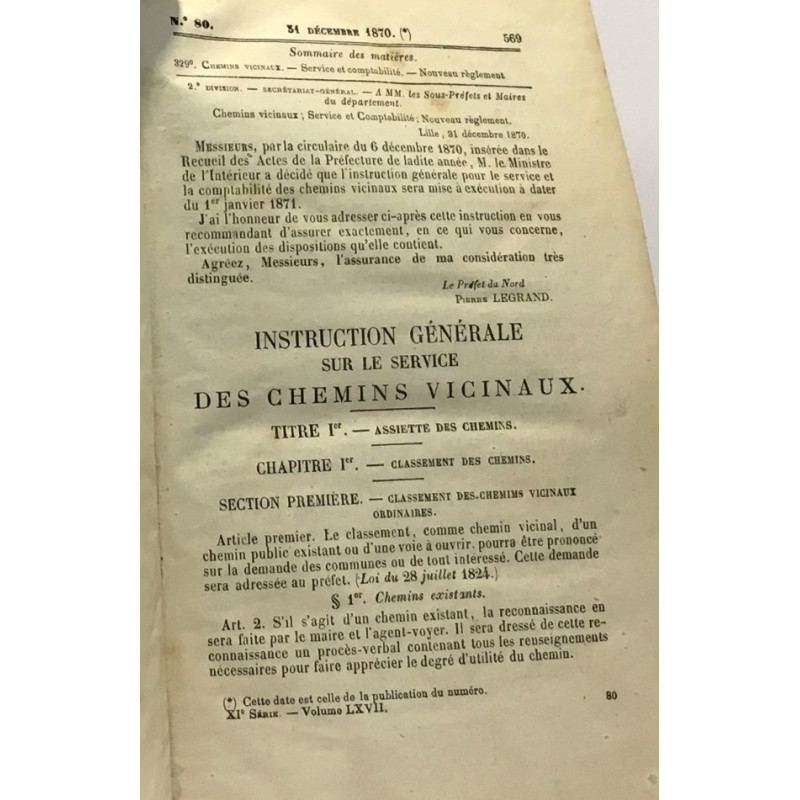 N.° 80.
31 DÉCEMBRE 1870. (*)
569
Sommaire des matières.
329°. CHEMINS VICINAUX. — Service et comptabilité. — Nouveau règlement
2.° DIVISION. — SECRÉTARIAT-GÉNÉRAL. — A MM. les Sous-Préfets et Maires
du département.
Chemins vicinaux ; Service et Comptabilité ; Nouveau règlement.
Lille, 31 décembre 1870.
MESSIEURS, par la circulaire du 6 décembre 1870, insérée dans le
Recueil des Actes de la Préfecture de ladite année, M. le Ministre
de l'Intérieur a décidé que l'instruction générale pour le service et
la comptabilité des chemins vicinaux sera mise à exécution à dater
du 1er janvier 1871.
J'ai l'honneur de vous adresser ci-après cette instruction en vous
recommandant d'assurer exactement, en ce qui vous concerne,
l'exécution des dispositions qu'elle contient.
Agréez, Messieurs, l'assurance de ma considération très
distinguée.
Le Préfet du Nord
PIERRE LEGRAND.
INSTRUCTION GÉNÉRALE
SUR LE SERVICE
DES CHEMINS VICINAUX.
TITRE Ier. — ASSIETTE DES CHEMINS.
CHAPITRE Ier. — CLASSEMENT DES CHEMINS.
SECTION PREMIÈRE. — CLASSEMENT DES-CHEMIMS VICINAUX
ORDINAIRES.
Article premier. Le classement, comme chemin vicinal, d'un
chemin public existant ou d'une voie à ouvrir, pourra être prononcé
sur la demande des communes ou de tout intéressé. Cette demande
sera adressée au préfet. (Loi du 28 juillet 1824.)
§ 1er. Chemins existants.
Art. 2. S'il s'agit d'un chemin existant, la reconnaissance en
sera faite par le maire et l'agent-voyer. Il sera dressé de cette re-
connaissance un procès-verbal contenant tous les renseignements
nécessaires pour faire apprécier le degré d'utilité du chemin.
(*) Cette date est celle de la publication du numéro.
XIe SÉRIE. — Volume LXVII.
80